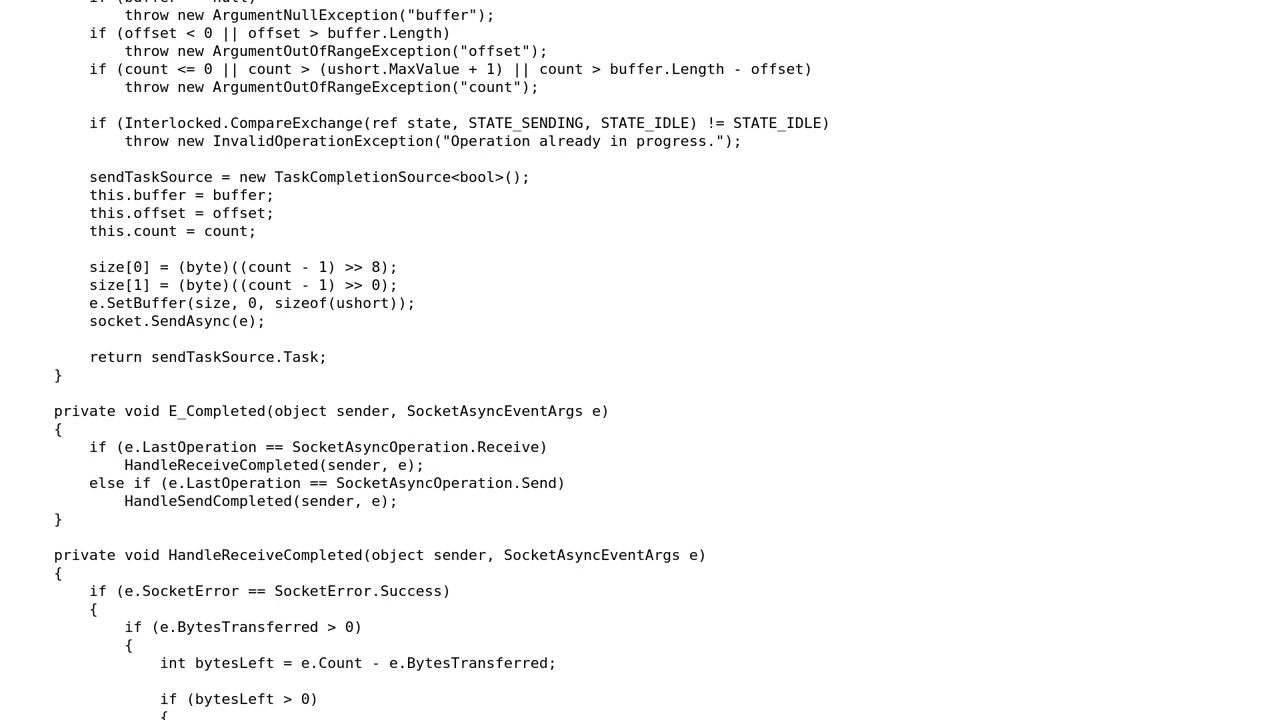 if (buffer == null)
throw new ArgumentNullException("buffer");
if (offset < 0 || offset > buffer.Length)
throw new ArgumentOutOfRangeException("offset");
if (count <= 0 || count > (ushort.MaxValue + 1) || count > buffer.Length - offset)
throw new ArgumentOutOfRangeException("count");
if (Interlocked.CompareExchange(ref state, STATE_SENDING, STATE_IDLE) != STATE_IDLE)
throw new InvalidOperationException("Operation already in progress.");
sendTaskSource = new TaskCompletionSource<bool>();
this.buffer = buffer;
this.offset = offset;
this.count = count;
size[0] = (byte)((count - 1) >> 8);
size[1] = (byte)((count - 1) >> 0);
e.SetBuffer(size, 0, sizeof(ushort));
socket.SendAsync(e);
return sendTaskSource.Task;
}
private void E_Completed(object sender, SocketAsyncEventArgs e)
{
if (e.LastOperation == SocketAsyncOperation.Receive)
HandleReceiveCompleted(sender, e);
else if (e.LastOperation == SocketAsyncOperation.Send)
HandleSendCompleted(sender, e);
}
private void HandleReceiveCompleted(object sender, SocketAsyncEventArgs e)
{
if (e.SocketError == SocketError.Success)
{
if (e.BytesTransferred > 0)
{
int bytesLeft = e.Count - e.BytesTransferred;
if (bytesLeft > 0)
{